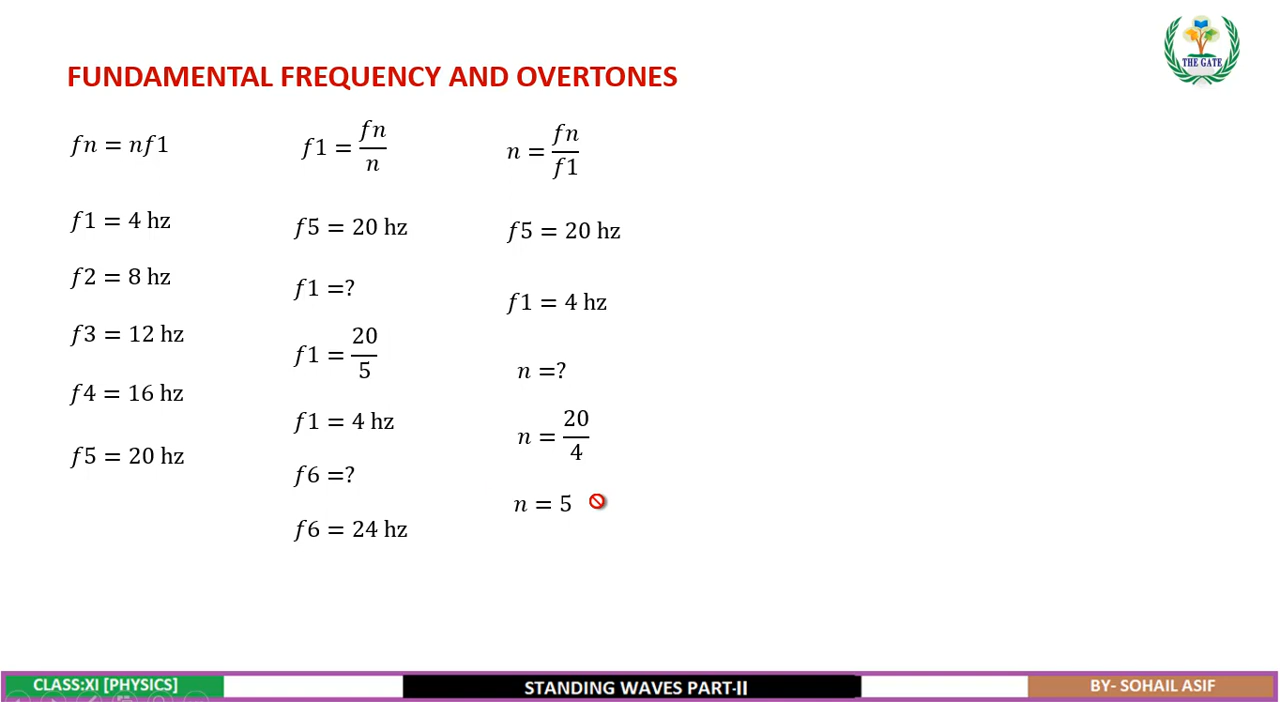 THE GATE
FUNDAMENTAL FREQUENCY AND OVERTONES
fn = nf1
f1 = 4 hz
f2 = 8 hz
f3 = 12 hz
f4 = 16 hz
f5 = 20 hz
f1 = fn/n
f5 = 20 hz
f1 =?
f1 = 20/5
f1 = 4 hz
f6 =?
f6 = 24 hz
n = fn/f1
f5 = 20 hz
f1 = 4 hz
n =?
n = 20/4
n = 5
CLASS:XI [PHYSICS]
STANDING WAVES PART-II
BY- SOHAIL ASIF